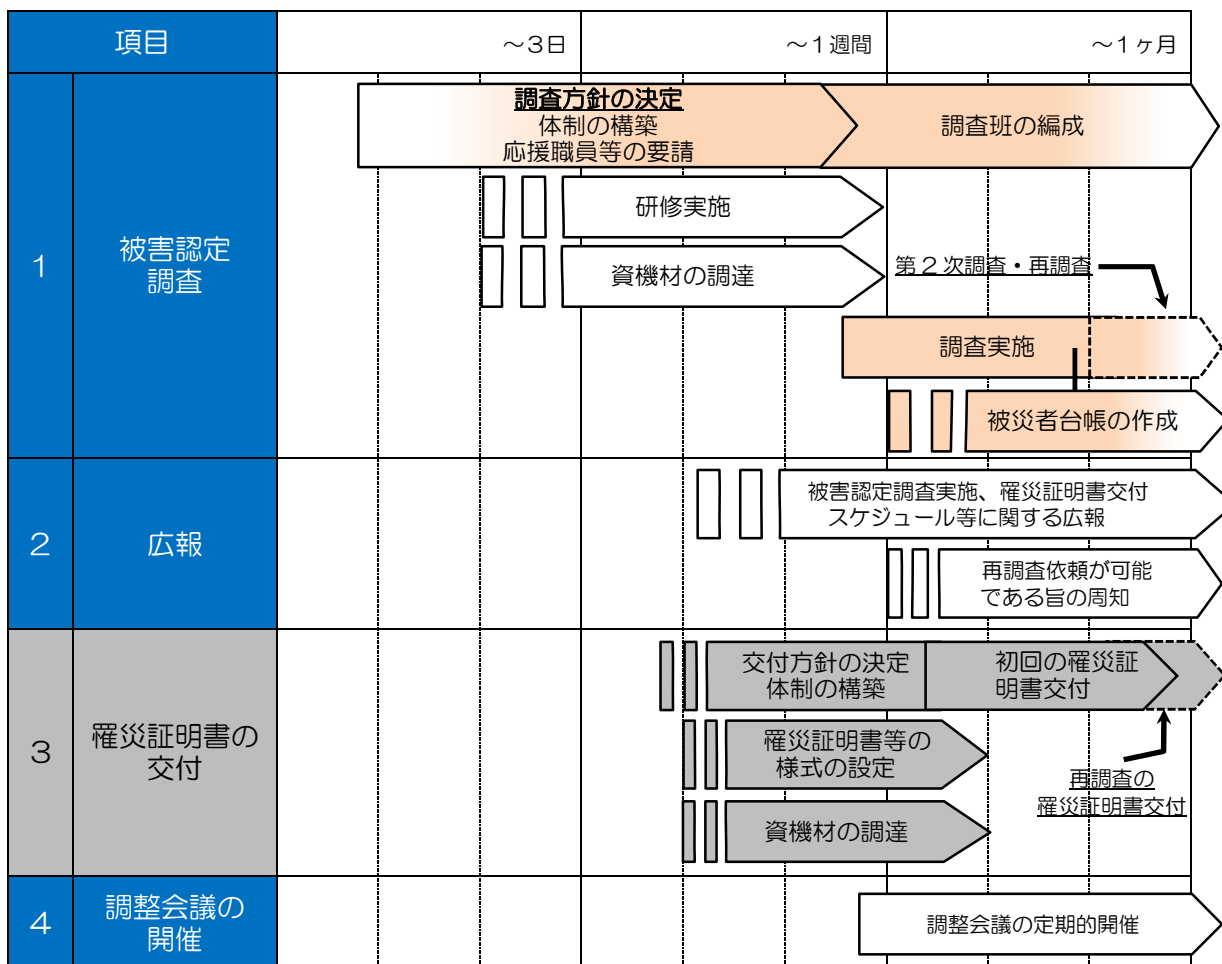 項目
～3日
～1週間
～1ヶ月
1
被害認定
調査
調査方針の決定
体制の構築
応援職員等の要請
調査班の編成
研修実施
資機材の調達
第2次調査・再調査
調査実施
被災者台帳の作成
2
広報
被害認定調査実施、罹災証明書交付
スケジュール等に関する広報
再調査依頼が可能
である旨の周知
3
罹災証明書の
交付
交付方針の決定
体制の構築
初回の罹災証
明書交付
罹災証明書等の
様式の設定
再調査の
罹災証明書交付
資機材の調達
4
調整会議の
開催
調整会議の定期的開催